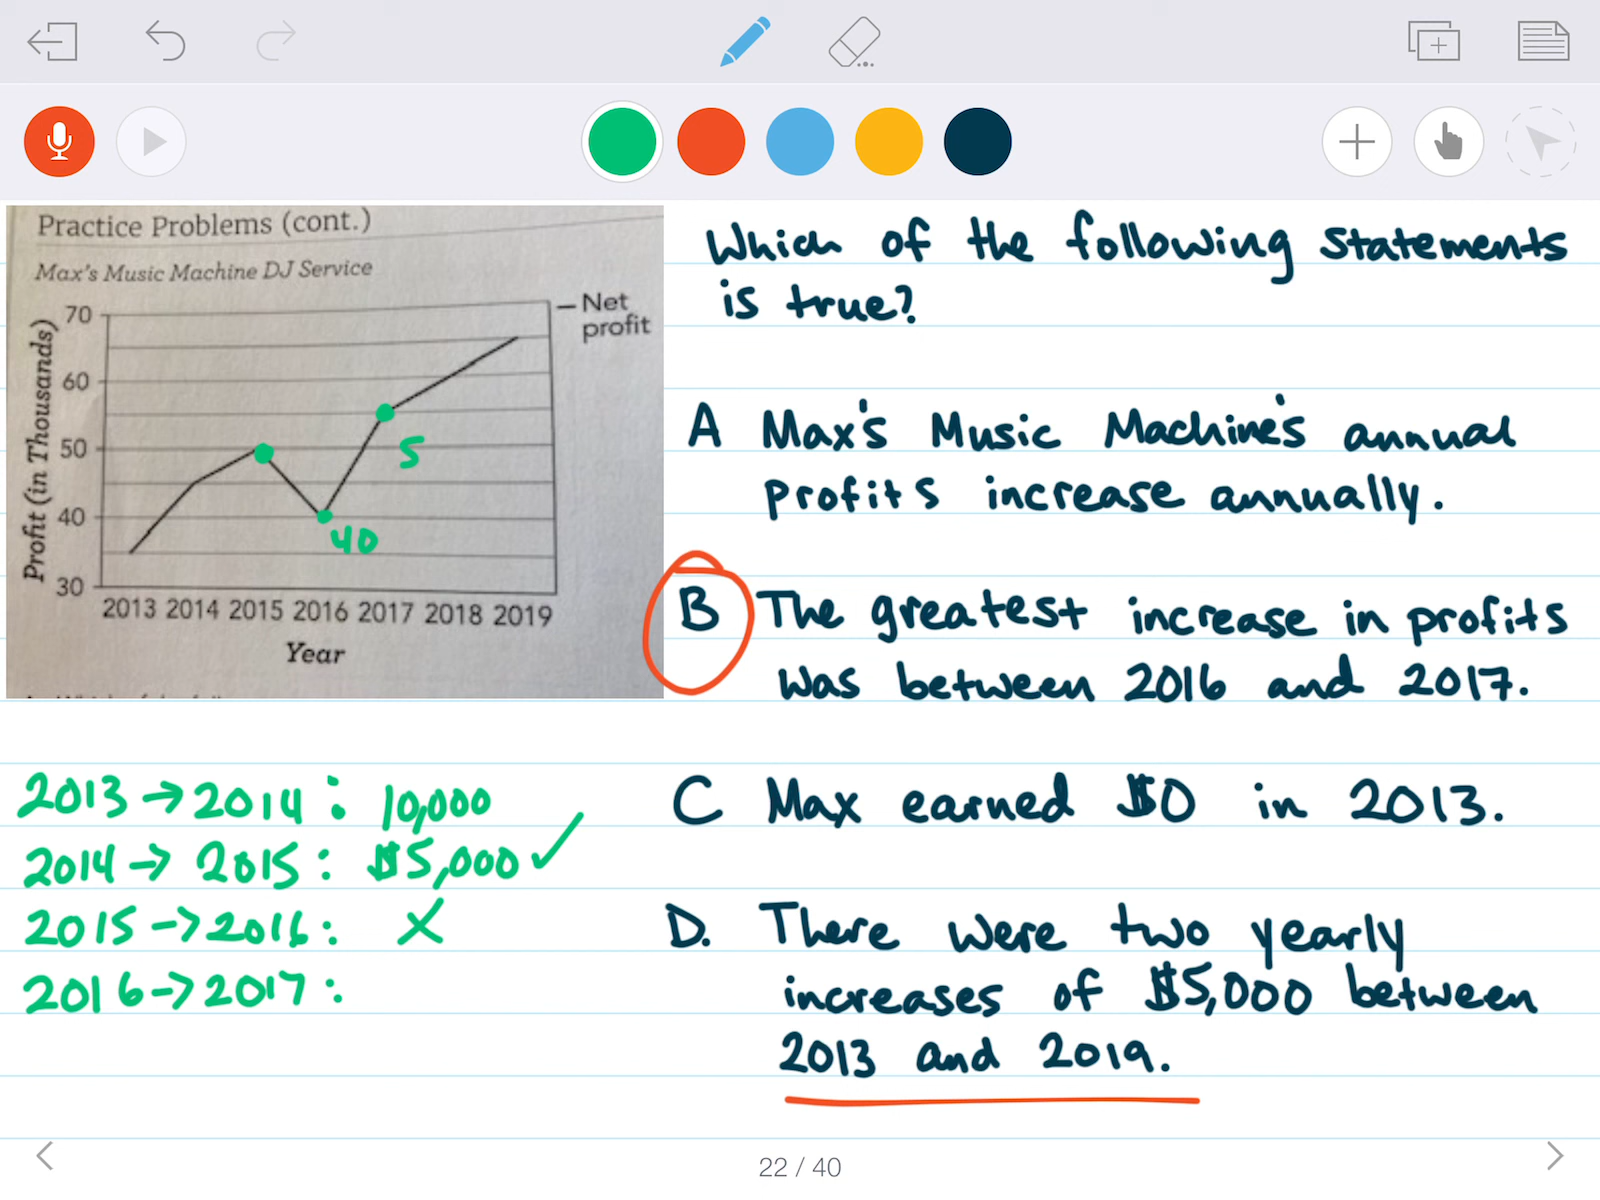 Practice Problems (cont.)
Max's Music Machine DJ Service
Profit (in Thousands)
70
60
50
40
30
Net
profit
5
40
2013 2014 2015 2016 2017 2018 2019
Year
Which of the following statements
is true?
A Max's Music Machine's annual
profits increase annually.
B The greatest increase in profits
was between 2016 and 2017.
C Max earned $0 in 2013.
D. There were two yearly
increases of $5,000 between
2013 and 2019.
2013 → 2014 : 10,000
2014 → 2015 : $5,000 ✓
2015 → 2016 : X
2016 → 2017 :
22 / 40